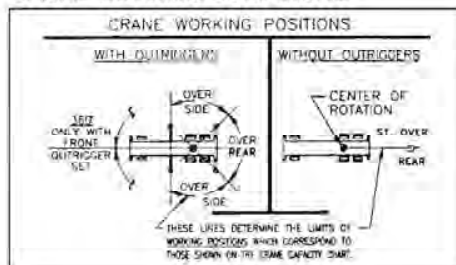 CRANE WORKING POSITIONS
WITH OUTRIGGERS
WITHOUT OUTRIGGERS
OVER
SIDE
CENTER OF
ROTATION
360°
ONLY WITH
FRONT
OUTRIGGER
SET
OVER
REAR
ST. OVER
REAR
OVER
SIDE
THESE LINES DETERMINE THE LIMITS OF
WORKING POSITIONS WHICH CORRESPOND TO
THOSE SHOWN ON THE CRANE CAPACITY CHART.